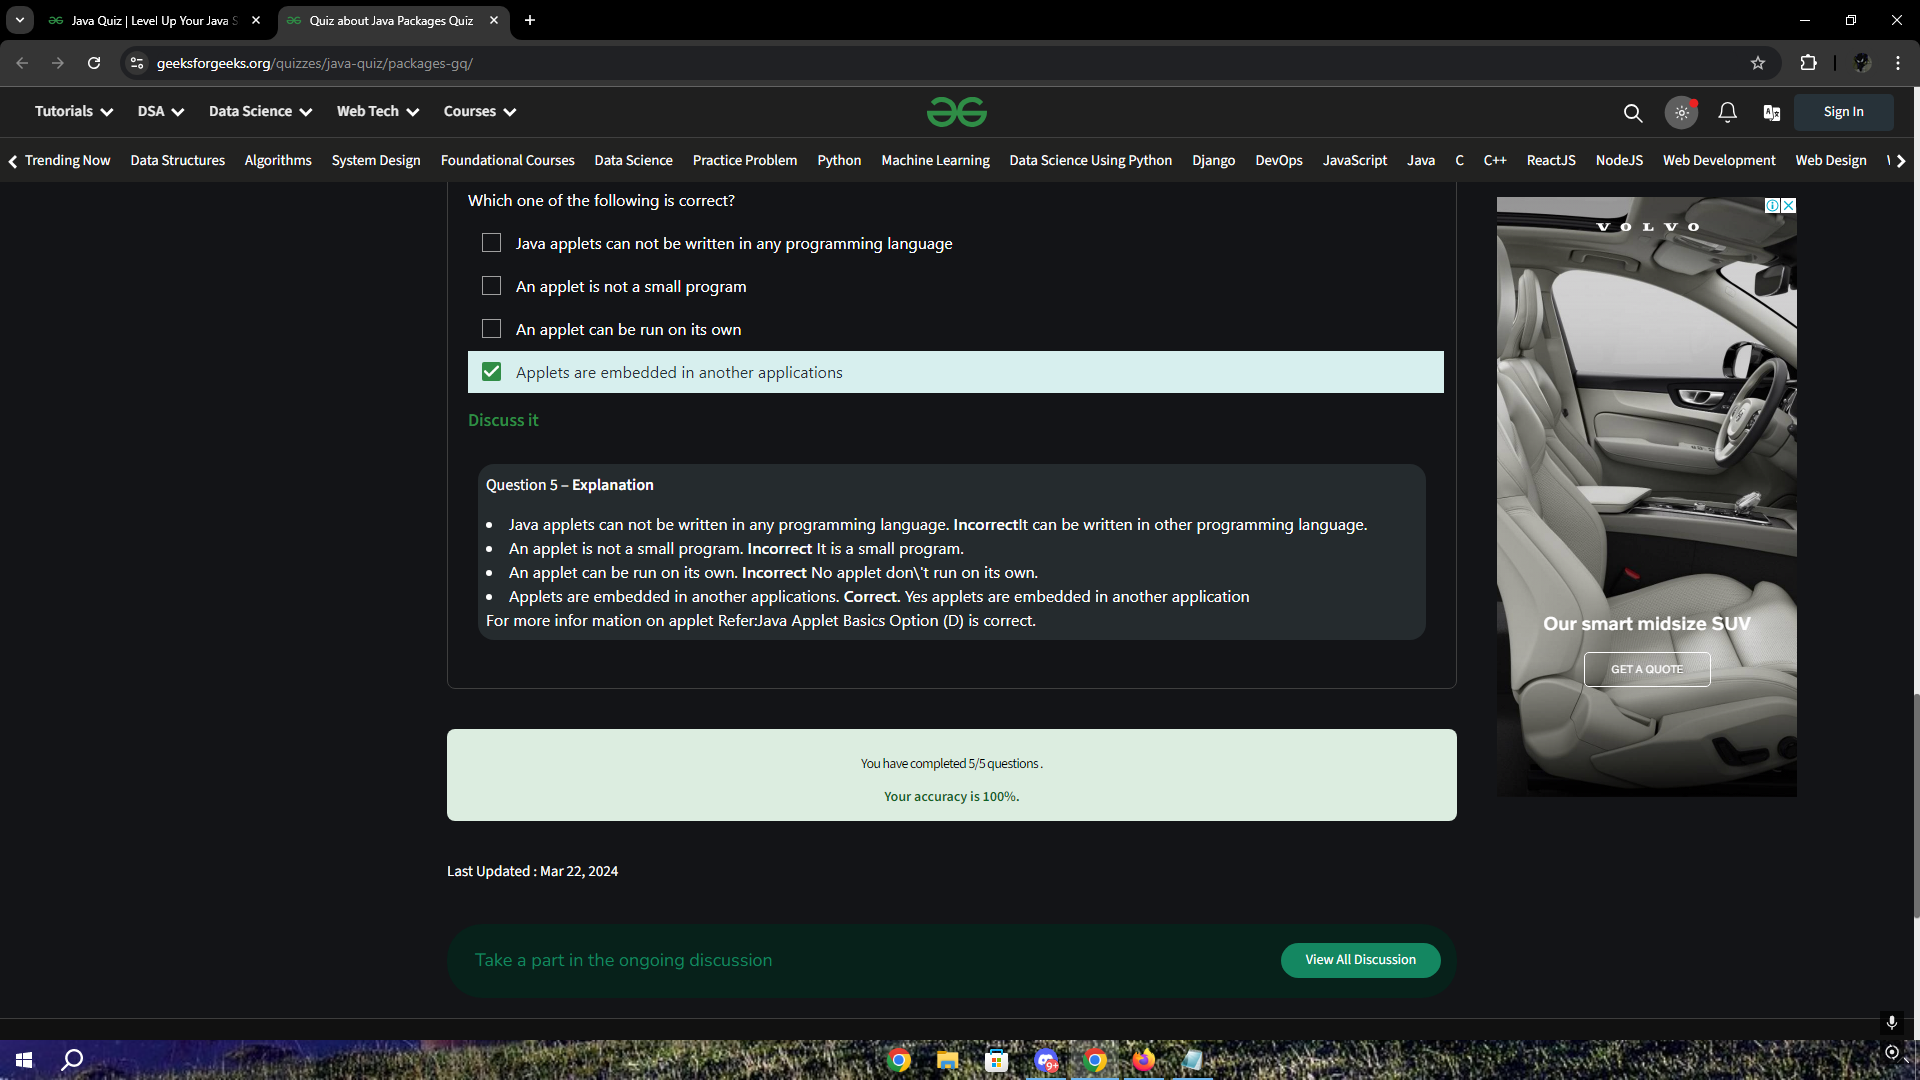 Java Quiz | Level Up Your Java S
Quiz about Java Packages Quiz
geeksforgeeks.org/quizzes/java-quiz/packages-gq/
Tutorials
DSA
Data Science
Web Tech
Courses
Sign In
Trending Now
Data Structures
Algorithms
System Design
Foundational Courses
Data Science
Practice Problem
Python
Machine Learning
Data Science Using Python
Django
DevOps
JavaScript
Java
C
C++
ReactJS
NodeJS
Web Development
Web Design
Which one of the following is correct?
Java applets can not be written in any programming language
An applet is not a small program
An applet can be run on its own
Applets are embedded in another applications
Discuss it
Question 5 – Explanation
Java applets can not be written in any programming language. IncorrectIt can be written in other programming language.
An applet is not a small program. Incorrect It is a small program.
An applet can be run on its own. Incorrect No applet don\'t run on its own.
Applets are embedded in another applications. Correct. Yes applets are embedded in another application
For more infor mation on applet Refer:Java Applet Basics Option (D) is correct.
You have completed 5/5 questions .
Your accuracy is 100%.
Last Updated : Mar 22, 2024
Take a part in the ongoing discussion
View All Discussion
VOLVO
Our smart midsize SUV
GET A QUOTE
9+